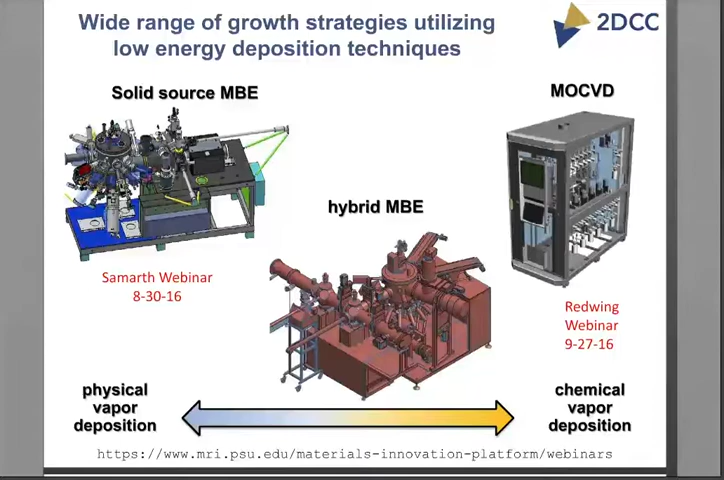 Wide range of growth strategies utilizing
low energy deposition techniques
2DCC
Solid source MBE
MOCVD
hybrid MBE
Samarth Webinar
8-30-16
Redwing
Webinar
9-27-16
physical
vapor
deposition
chemical
vapor
deposition
https://www.mri.psu.edu/materials-innovation-platform/webinars